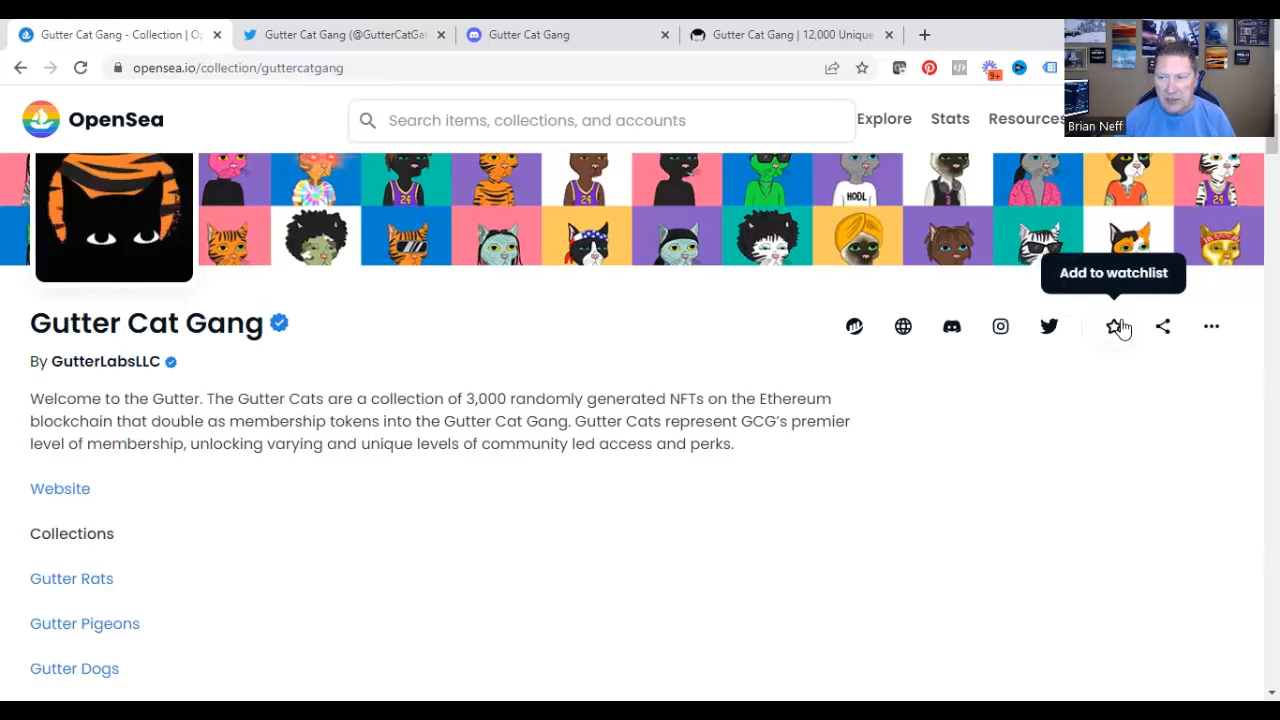 Gutter Cat Gang - Collection | O
Gutter Cat Gang (@GutterCatGa
Gutter Cat Gang
Gutter Cat Gang | 12,000 Unique
opensea.io/collection/guttercatgang
9+
Brian Neff
OpenSea
Search items, collections, and accounts
Explore
Stats
Resources
24
24
HODL
24
Add to watchlist
Gutter Cat Gang
By GutterLabsLLC
Welcome to the Gutter. The Gutter Cats are a collection of 3,000 randomly generated NFTs on the Ethereum
blockchain that double as membership tokens into the Gutter Cat Gang. Gutter Cats represent GCG's premier
level of membership, unlocking varying and unique levels of community led access and perks.
Website
Collections
Gutter Rats
Gutter Pigeons
Gutter Dogs